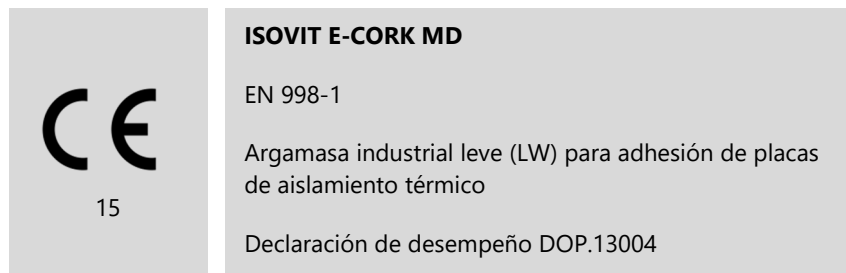 CE
15
ISOVIT E-CORK MD
EN 998-1
Argamasa industrial leve (LW) para adhesión de placas
de aislamiento térmico
Declaración de desempeño DOP.13004